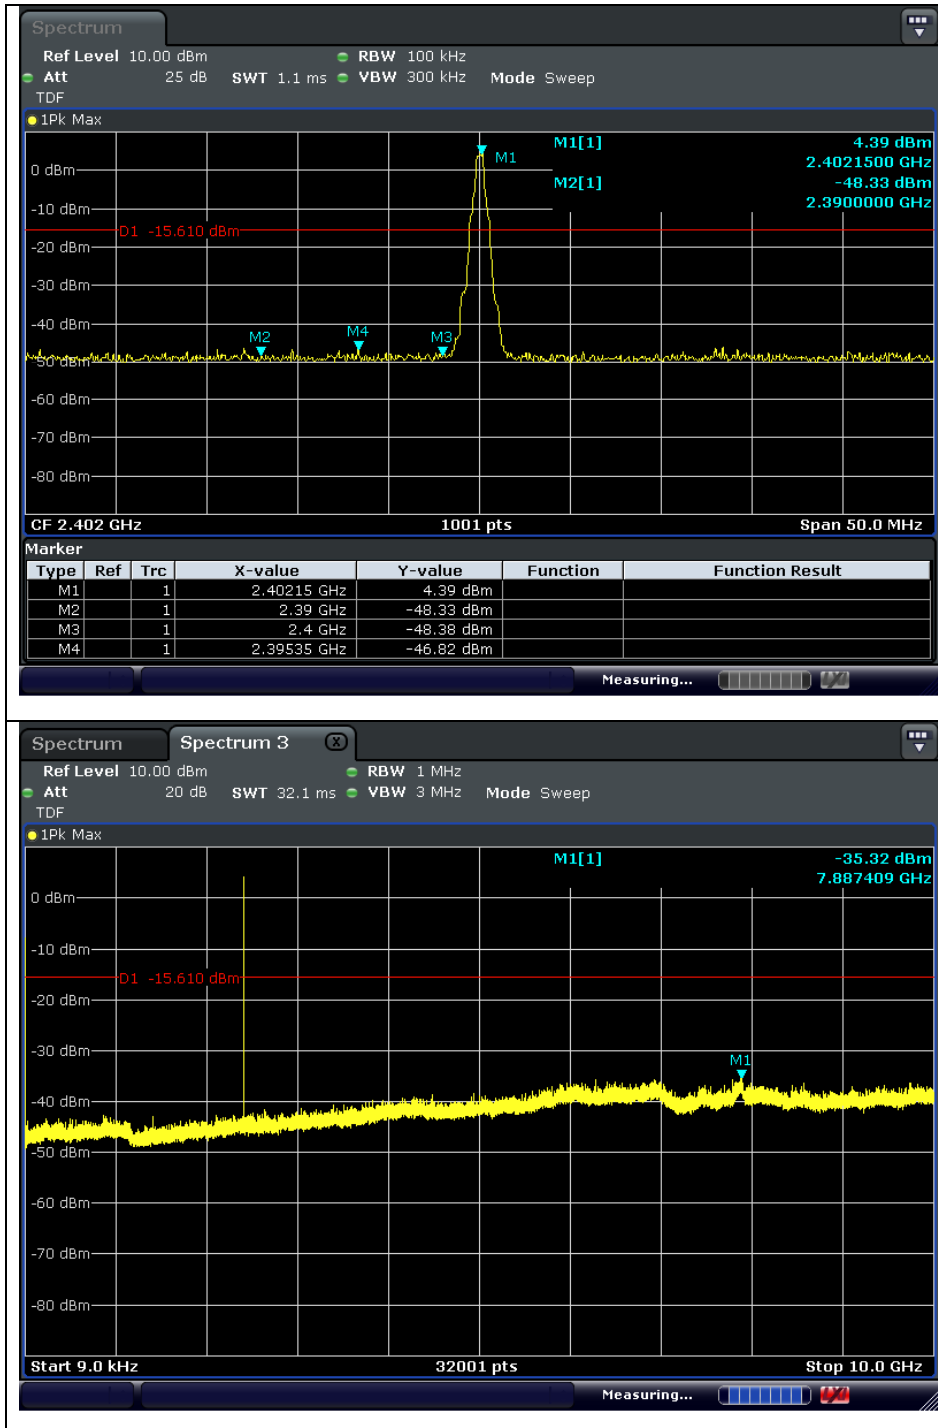 Spectrum
Ref Level 10.00 dBm RBW 100 kHz
Att 25 dB SWT 1.1 ms VBW 300 kHz Mode Sweep
TDF
1Pk Max
M1[1] 4.39 dBm
2.4021500 GHz
M2[1] -48.33 dBm
2.3900000 GHz
M1
0 dBm
-10 dBm
D1 -15.610 dBm
-20 dBm
-30 dBm
-40 dBm
M2 M4 M3
-50 dBm
-60 dBm
-70 dBm
-80 dBm
CF 2.402 GHz 1001 pts Span 50.0 MHz
Marker
Type Ref Trc X-value Y-value Function Function Result
M1 1 2.40215 GHz 4.39 dBm
M2 1 2.39 GHz -48.33 dBm
M3 1 2.4 GHz -48.38 dBm
M4 1 2.39535 GHz -46.82 dBm
Measuring...
Spectrum Spectrum 3 X
Ref Level 10.00 dBm RBW 1 MHz
Att 20 dB SWT 32.1 ms VBW 3 MHz Mode Sweep
TDF
1Pk Max
M1[1] -35.32 dBm
7.887409 GHz
0 dBm
-10 dBm
D1 -15.610 dBm
-20 dBm
-30 dBm
M1
-40 dBm
-50 dBm
-60 dBm
-70 dBm
-80 dBm
Start 9.0 kHz 32001 pts Stop 10.0 GHz
Measuring...